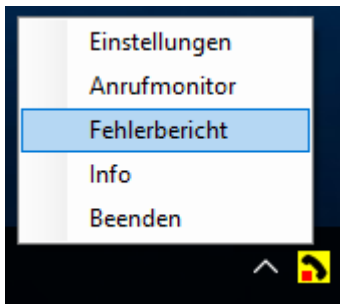 Einstellungen
Anrufmonitor
Fehlerbericht
Info
Beenden